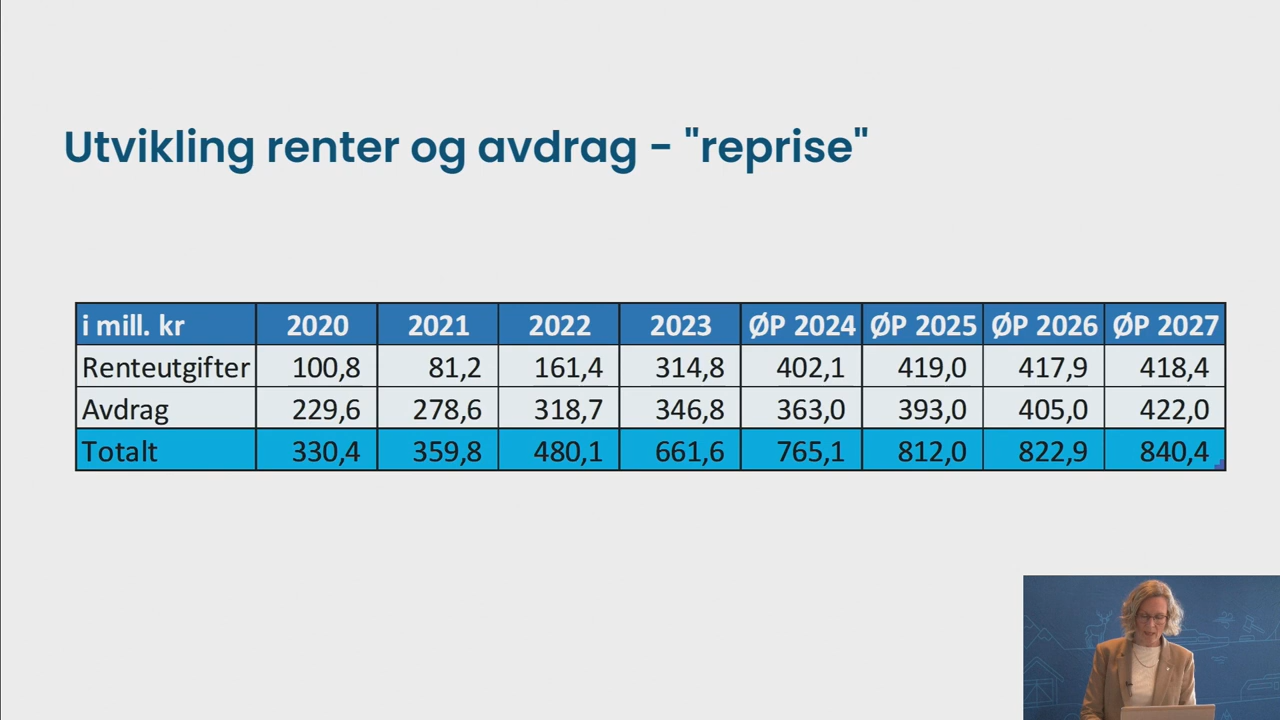 Utvikling renter og avdrag - "reprise"
i mill. kr 2020 2021 2022 2023 ØP 2024 ØP 2025 ØP 2026 ØP 2027
Renteutgifter 100,8 81,2 161,4 314,8 402,1 419,0 417,9 418,4
Avdrag 229,6 278,6 318,7 346,8 363,0 393,0 405,0 422,0
Totalt 330,4 359,8 480,1 661,6 765,1 812,0 822,9 840,4